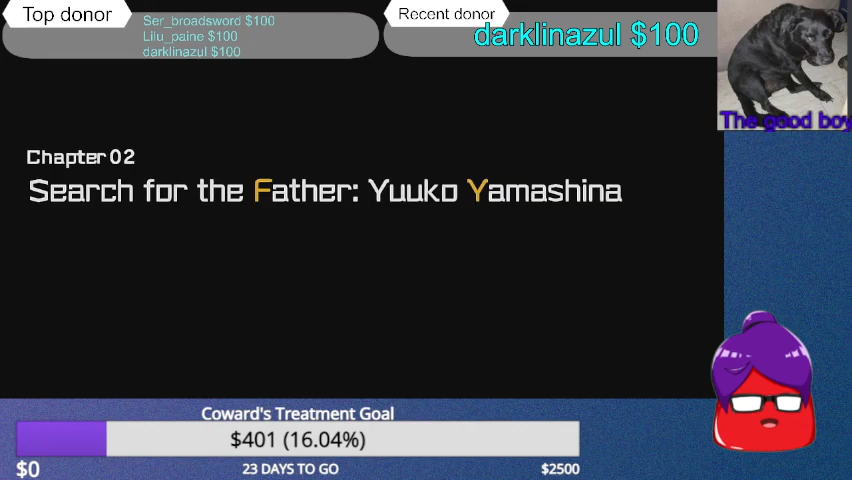 Top donor
Ser_broadsword $100
Lilu_paine $100
darklinazul $100
Recent donor
darklinazul $100
The good boy
Chapter 02
Search for the Father: Yuuko Yamashina
Coward's Treatment Goal
$401 (16.04%)
$0
23 DAYS TO GO
$2500